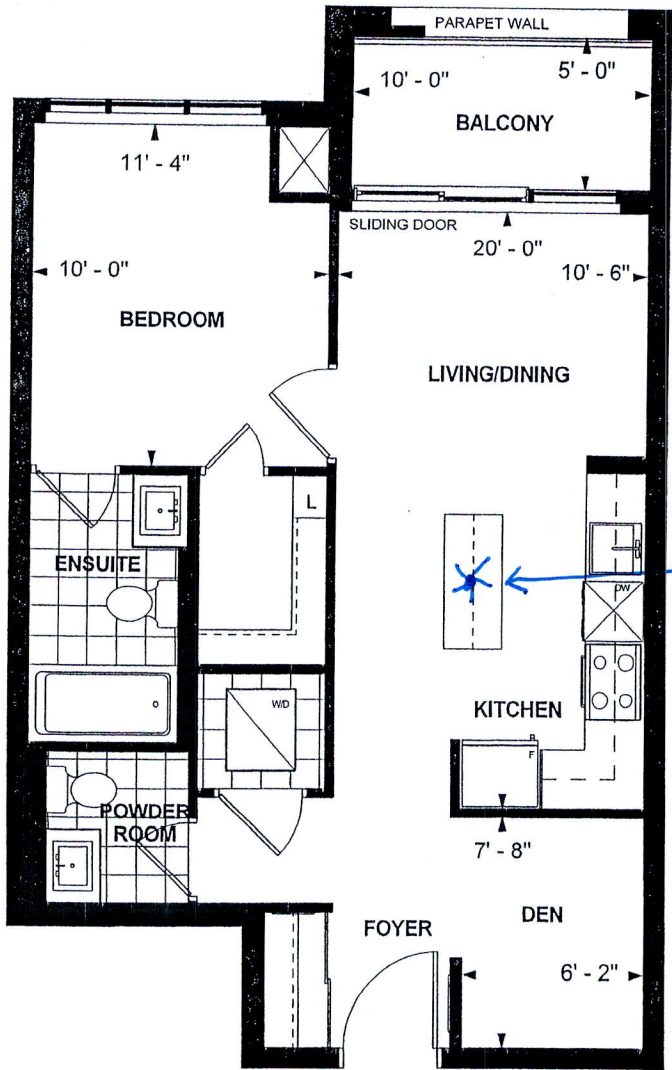 PARAPET WALL
10' - 0"
5' - 0"
BALCONY
11' - 4"
SLIDING DOOR
20' - 0"
10' - 0"
10' - 6"
BEDROOM
LIVING/DINING
L
ENSUITE
DW
W/D
KITCHEN
R
F
POWDER
ROOM
7' - 8"
FOYER
DEN
6' - 2"